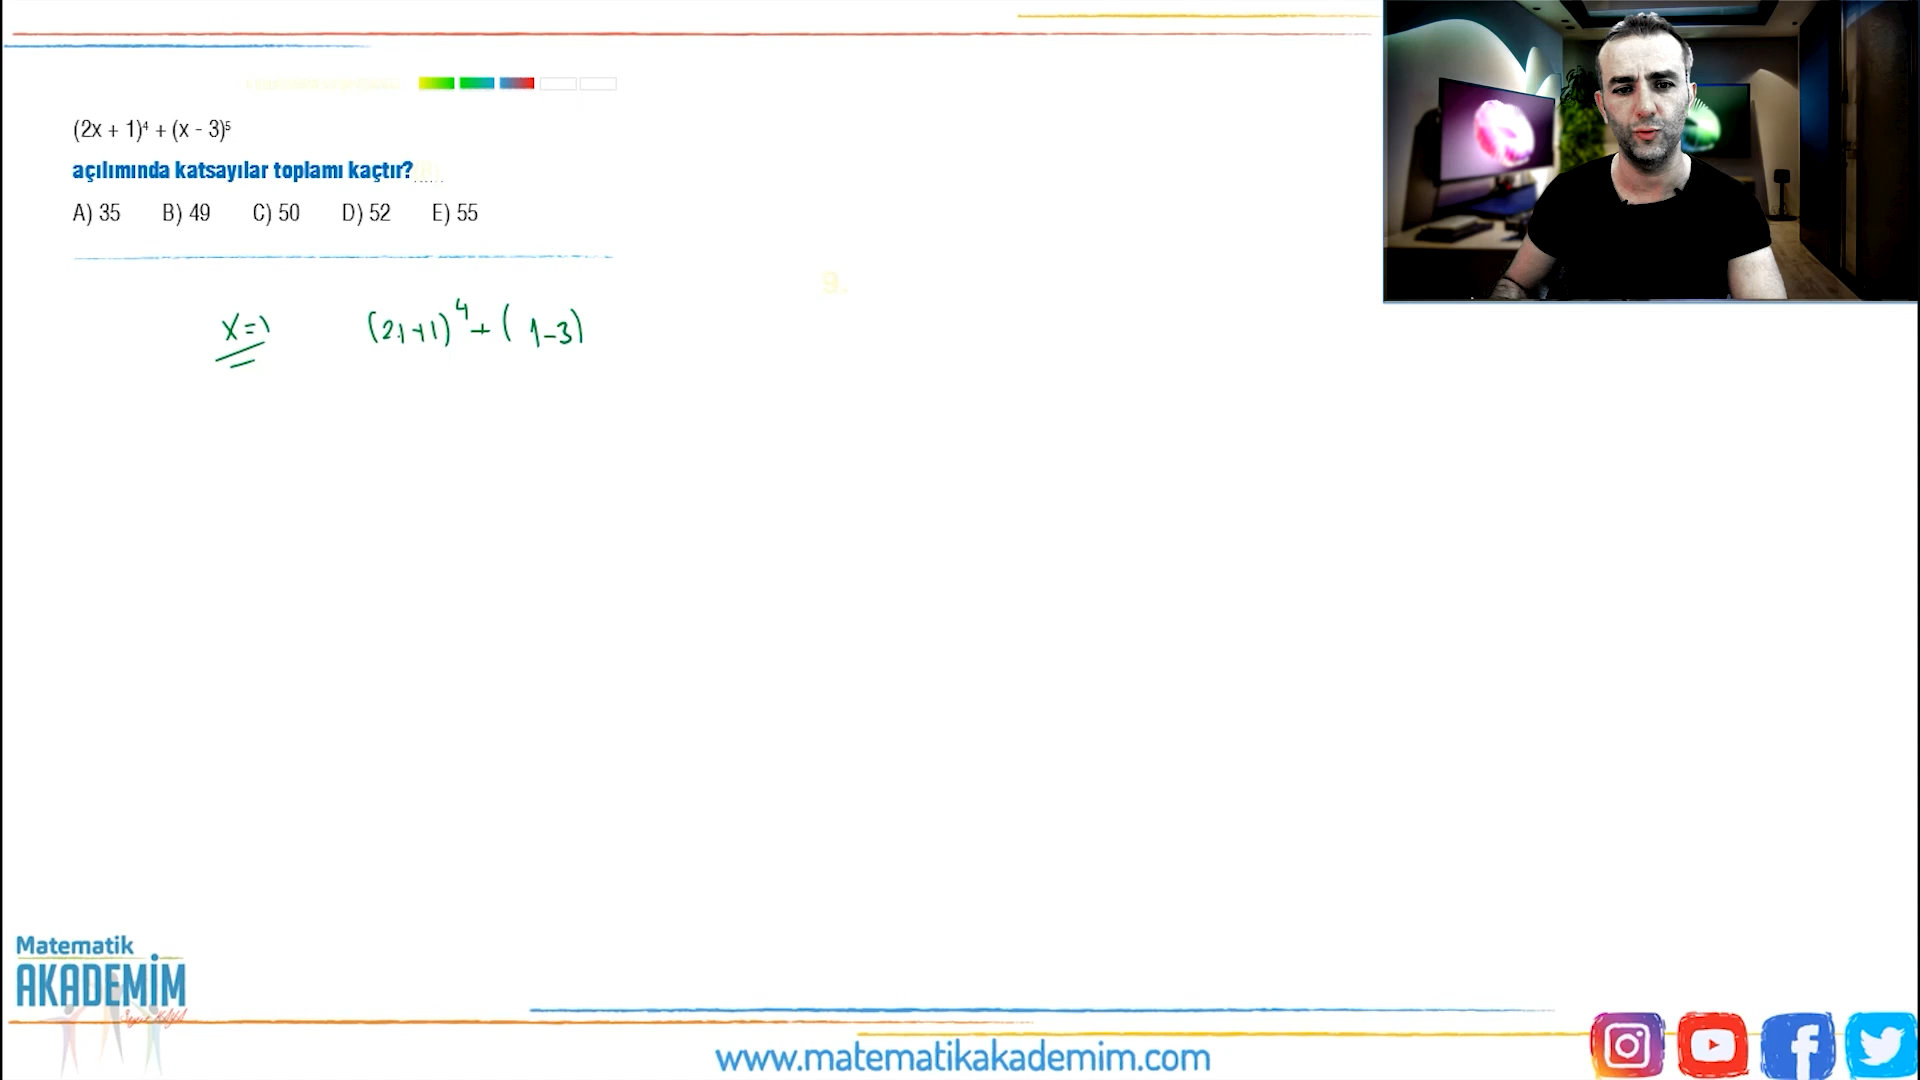 (2x + 1)⁴ + (x - 3)⁵
açılımında katsayılar toplamı kaçtır?
A) 35 B) 49 C) 50 D) 52 E) 55
9.
x=1 (2.1+1)⁴+( 1-3)
Matematik
AKADEMİM
www.matematikakademim.com